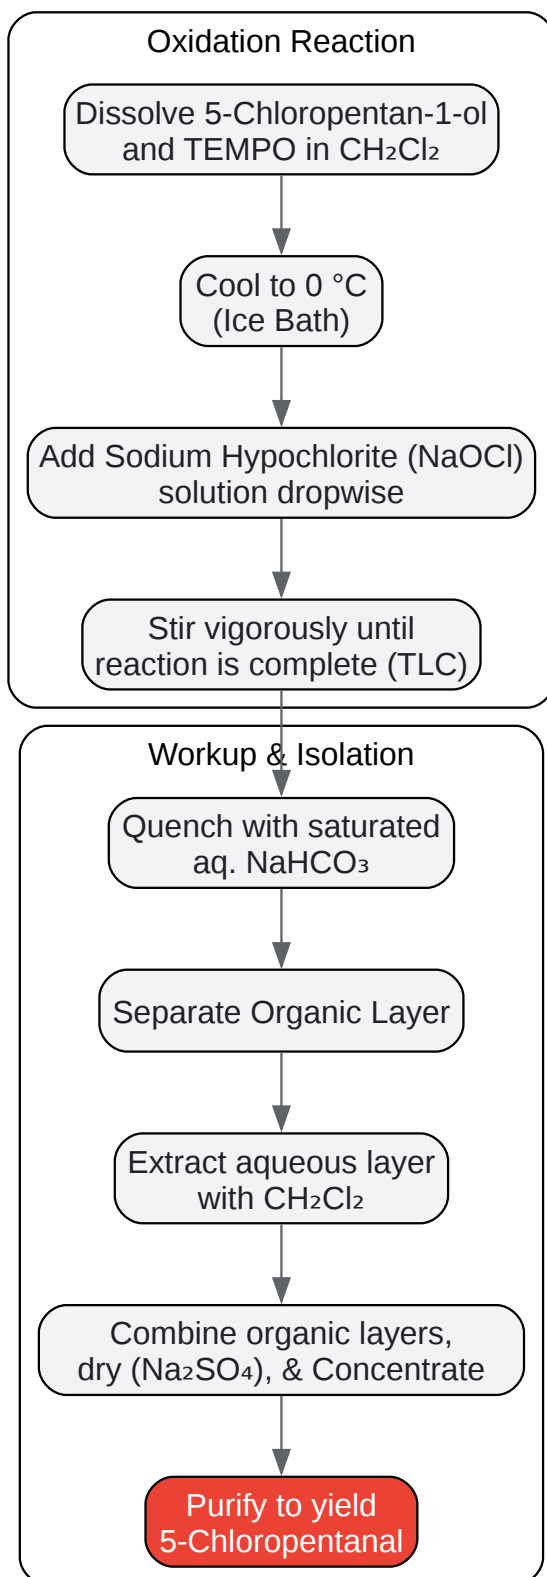 Oxidation Reaction
Dissolve 5-Chloropentan-1-ol
and TEMPO in CH₂Cl₂
Cool to 0 °C
(Ice Bath)
Add Sodium Hypochlorite (NaOCl)
solution dropwise
Stir vigorously until
reaction is complete (TLC)
Workup & Isolation
Quench with saturated
aq. NaHCO₃
Separate Organic Layer
Extract aqueous layer
with CH₂Cl₂
Combine organic layers,
dry (Na₂SO₄), & Concentrate
Purify to yield
5-Chloropentanal